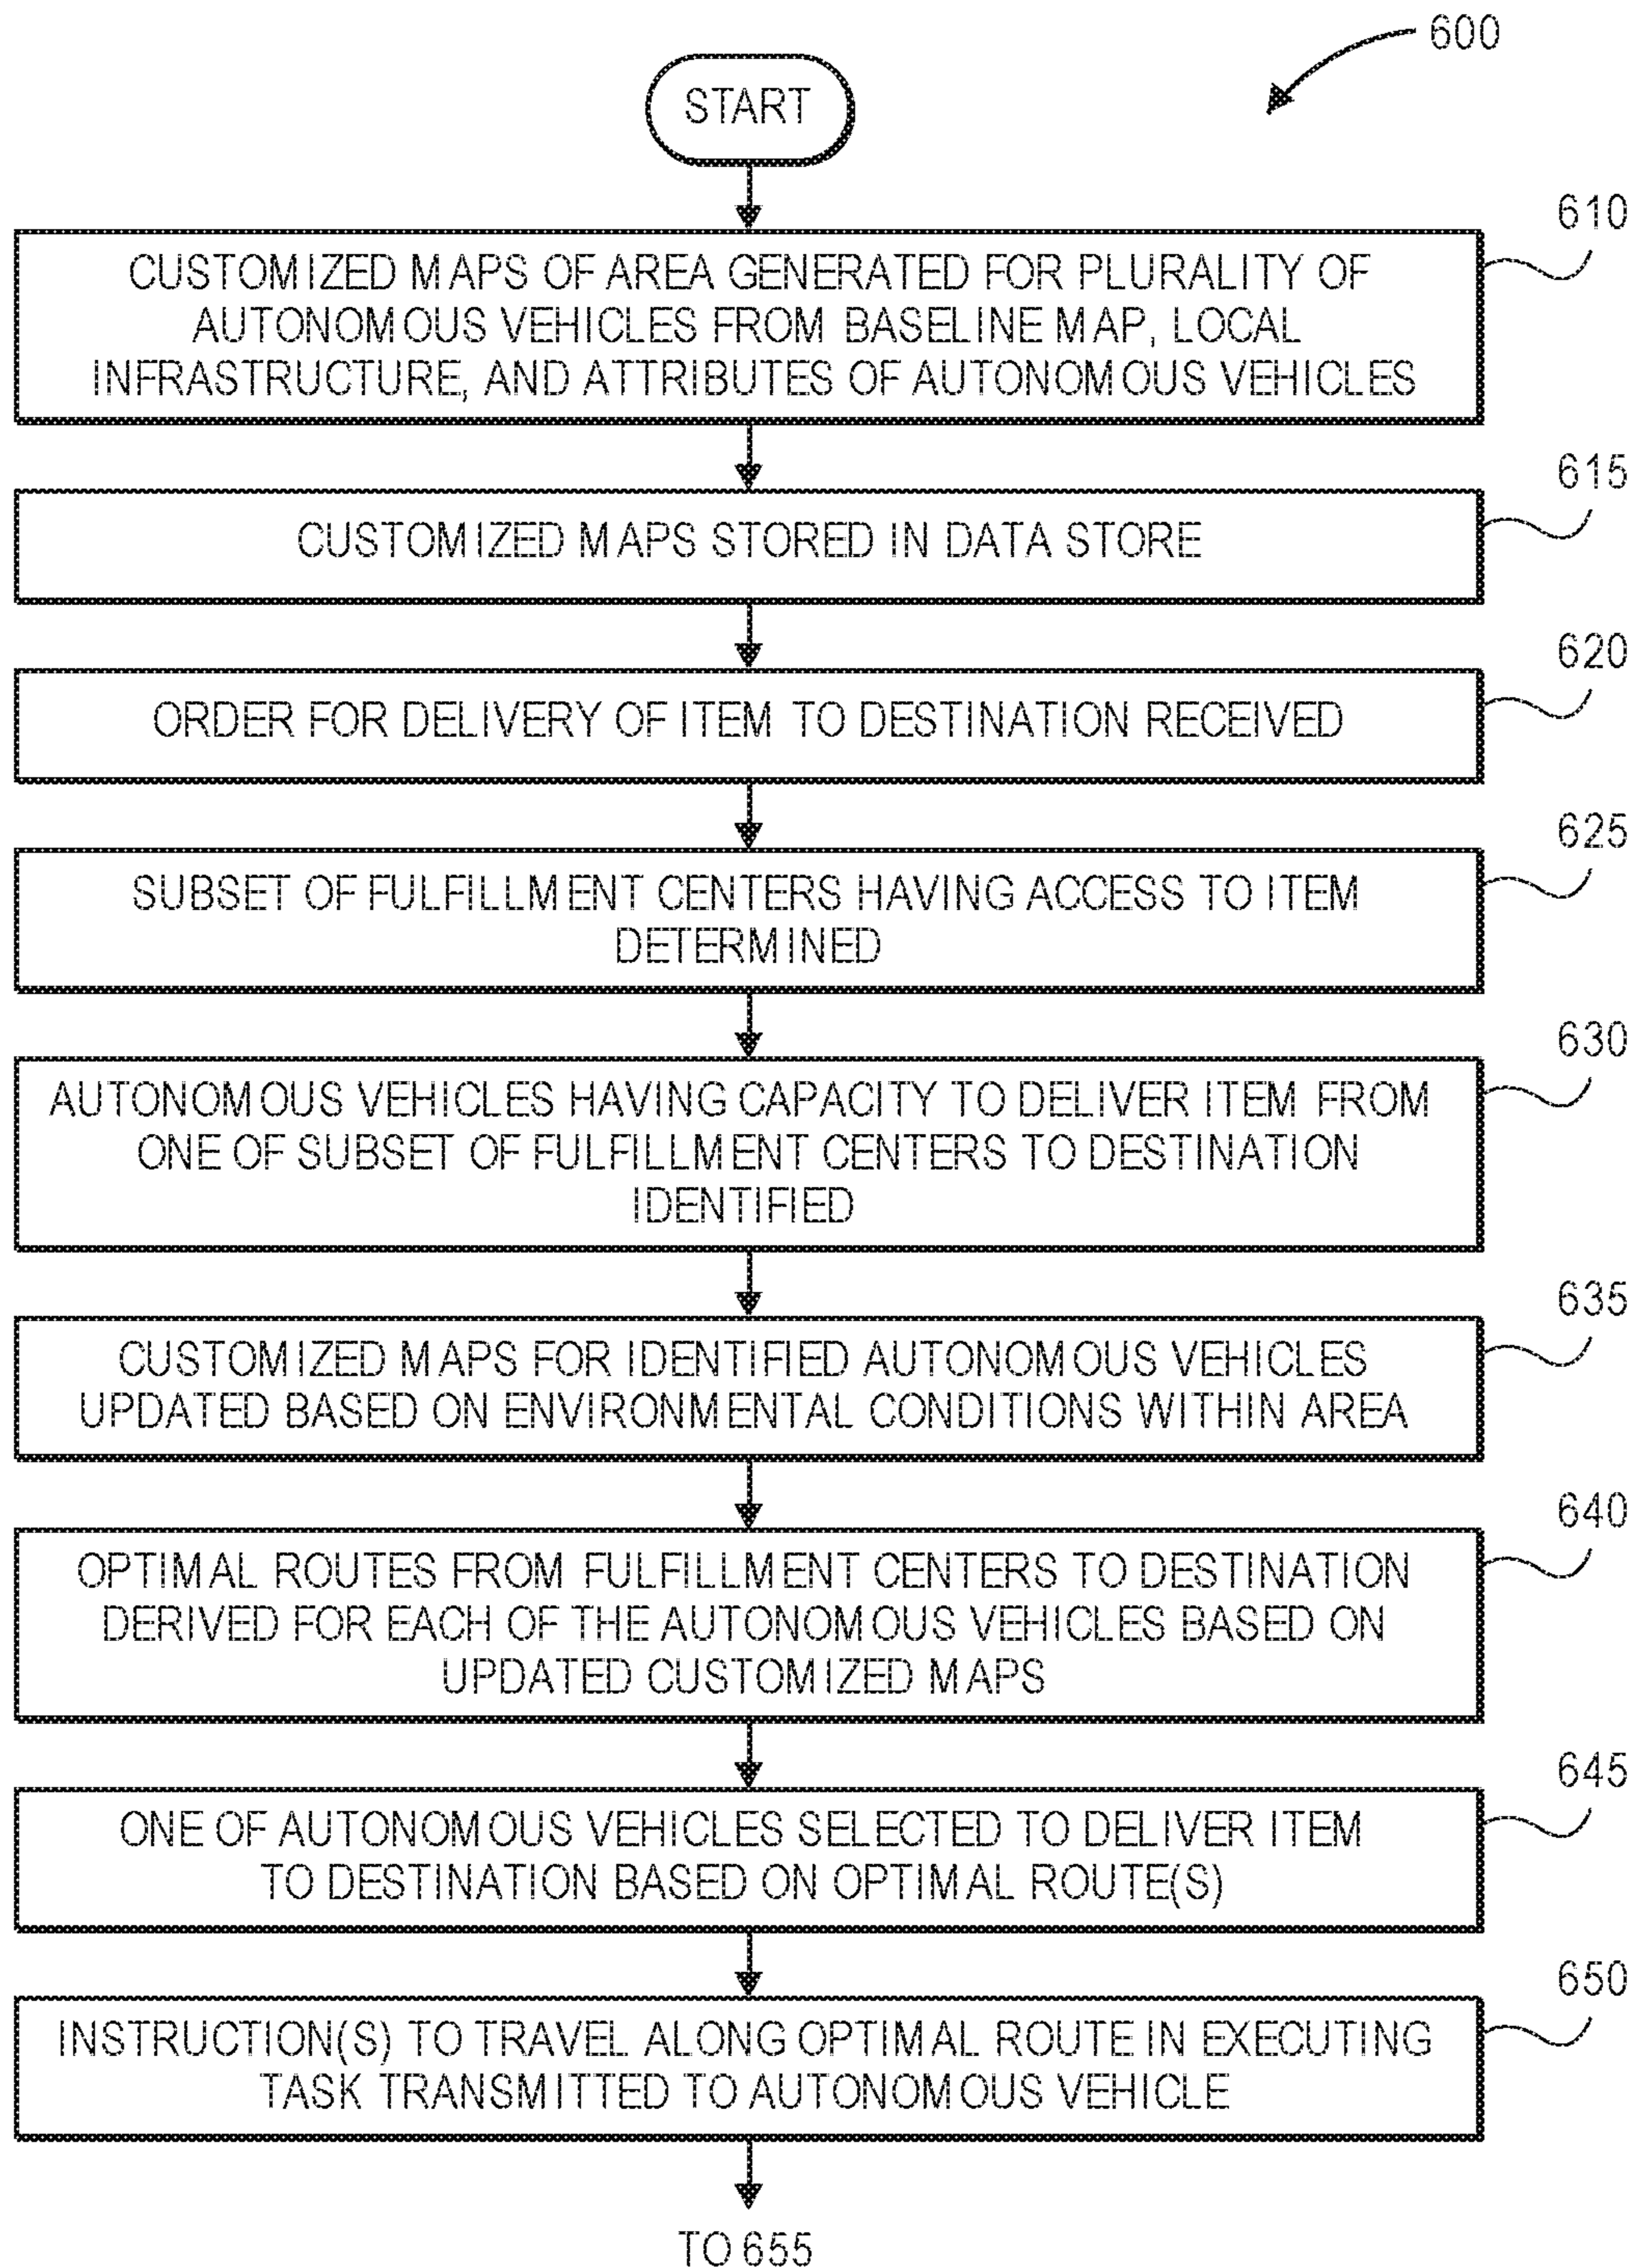 600
START
610
CUSTOMIZED MAPS OF AREA GENERATED FOR PLURALITY OF
AUTONOMOUS VEHICLES FROM BASELINE MAP, LOCAL
INFRASTRUCTURE, AND ATTRIBUTES OF AUTONOMOUS VEHICLES
615
CUSTOMIZED MAPS STORED IN DATA STORE
620
ORDER FOR DELIVERY OF ITEM TO DESTINATION RECEIVED
625
SUBSET OF FULFILLMENT CENTERS HAVING ACCESS TO ITEM
DETERMINED
630
AUTONOMOUS VEHICLES HAVING CAPACITY TO DELIVER ITEM FROM
ONE OF SUBSET OF FULFILLMENT CENTERS TO DESTINATION
IDENTIFIED
635
CUSTOMIZED MAPS FOR IDENTIFIED AUTONOMOUS VEHICLES
UPDATED BASED ON ENVIRONMENTAL CONDITIONS WITHIN AREA
640
OPTIMAL ROUTES FROM FULFILLMENT CENTERS TO DESTINATION
DERIVED FOR EACH OF THE AUTONOMOUS VEHICLES BASED ON
UPDATED CUSTOMIZED MAPS
645
ONE OF AUTONOMOUS VEHICLES SELECTED TO DELIVER ITEM
TO DESTINATION BASED ON OPTIMAL ROUTE(S)
650
INSTRUCTION(S) TO TRAVEL ALONG OPTIMAL ROUTE IN EXECUTING
TASK TRANSMITTED TO AUTONOMOUS VEHICLE
TO 655